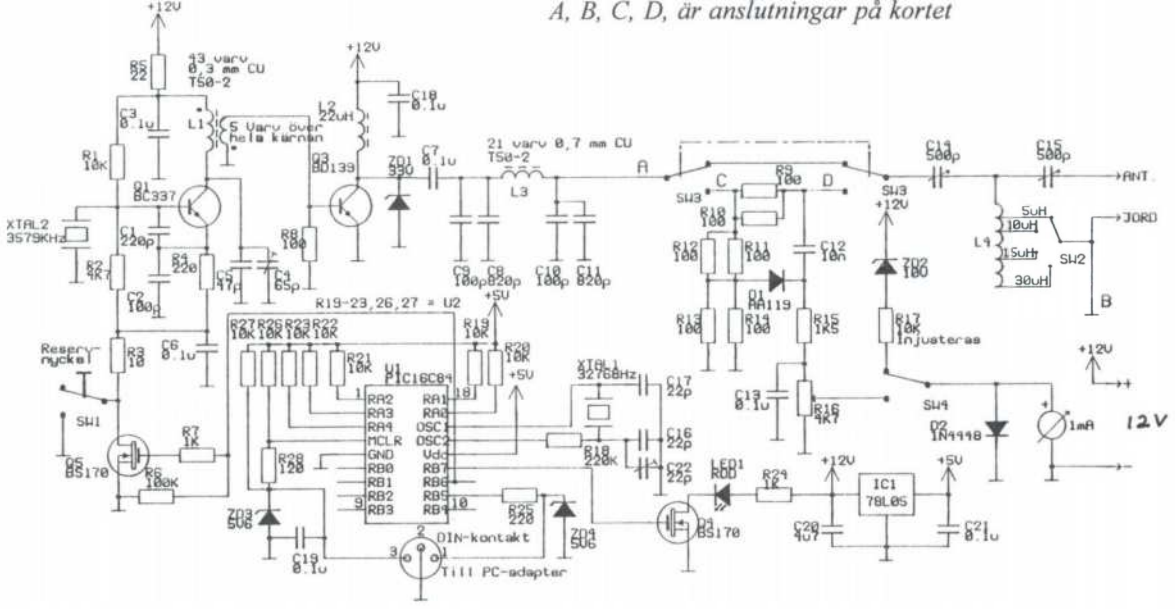 A, B, C, D, är anslutningar på kortet
+12V
R5
22
43 varv
0,3 mm CU
T50-2
+12V
L2
22uH
C18
0.1u
C3
0.1u
L1
5 Varv över
hela kärnan
R1
10K
Q3
BD139
ZD1
33V
C7
0.1u
21 varv 0,7 mm CU
T50-2
L3
A
SW3
C
R9
100
D
SW3
+12V
C14
500p
C15
500p
ANT.
Q1
BC337
XTAL2
3579KHz
C1
220p
R2
4K7
R4
220
C2
100p
C5
47p
C4
65p
R8
100
C9
100p
C8
820p
C10
100p
C11
820p
R10
100
R12
100
R11
100
C12
10n
D1
AA119
ZD2
10V
R13
100
R14
100
R15
1K5
R17
10K
Injusteras
L4
5uH
10uH
15uH
30uH
SW2
JORD
B
R3
10
C6
0.1u
Reserv-
nyckel
SW1
R19-23,26,27 = U2
+5V
R27
10K
R26
10K
R23
10K
R22
10K
R21
10K
R19
10K
R20
10K
+5V
U1
PIC16C84
1
18
RA2
RA3
RA4
MCLR
GND
RB0
RB1
RB2
RB3
RA1
RA0
OSC1
OSC2
Vdd
RB7
RB6
RB5
RB4
9
10
XTAL1
32768Hz
C17
22p
C16
22p
C22
22p
R18
220K
C13
0.1u
R16
4K7
SW4
D2
1N4448
+
1mA
+12V
+
12V
-
Q5
BS170
R7
1K
R6
100K
R28
120
ZD3
5V6
C19
0.1u
2
3
1
DIN-kontakt
Till PC-adapter
R25
220
ZD4
5V6
LED1
RÖD
Q4
BS170
R24
1K
+12V
IC1
78L05
+5V
C20
4u7
C21
0.1u